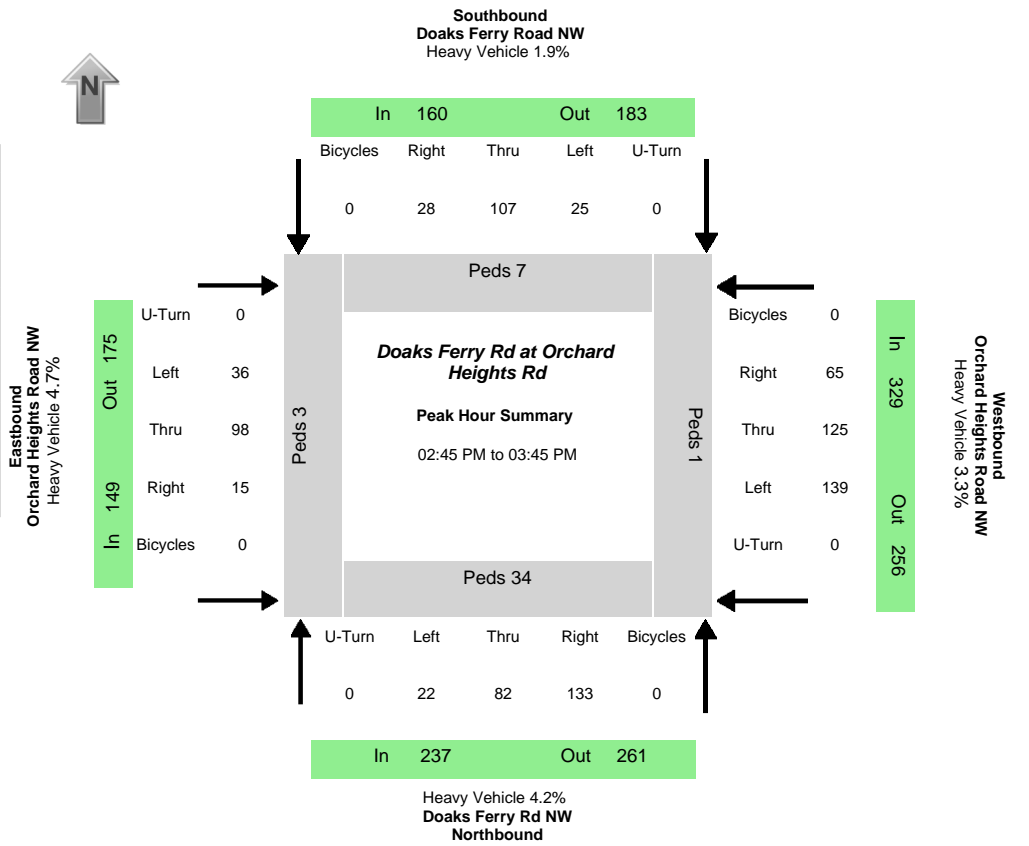 Southbound
Doaks Ferry Road NW
Heavy Vehicle 1.9%
N
In 160 Out 183
Bicycles Right Thru Left U-Turn
0 28 107 25 0
Peds 7
Eastbound
Orchard Heights Road NW
Heavy Vehicle 4.7%
In 149 Out 175
U-Turn 0
Left 36
Thru 98
Right 15
Bicycles 0
Peds 3
Doaks Ferry Rd at Orchard
Heights Rd
Peak Hour Summary
02:45 PM to 03:45 PM
Peds 1
Bicycles 0
Right 65
Thru 125
Left 139
U-Turn 0
In 329 Out 256
Westbound
Orchard Heights Road NW
Heavy Vehicle 3.3%
Peds 34
U-Turn Left Thru Right Bicycles
0 22 82 133 0
In 237 Out 261
Heavy Vehicle 4.2%
Doaks Ferry Rd NW
Northbound